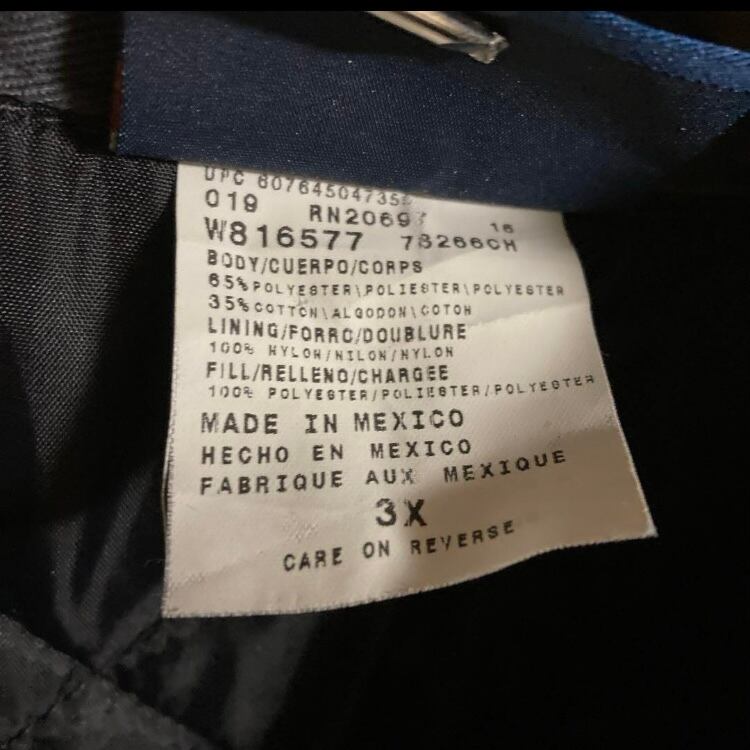 UPC 60764504735
019 RN20697 16
W816577 78266CH
BODY/CUERPO/CORPS
65% POLYESTER\POLIESTER\POLYESTER
35% COTTON\ALGODON\COTON
LINING/FORRO/DOUBLURE
100% NYLON/NILON/NYLON
FILL/RELLENO/CHARGEE
100% POLYESTER/POLIESTER/POLYESTER
MADE IN MEXICO
HECHO EN MEXICO
FABRIQUE AUX MEXIQUE
3X
CARE ON REVERSE